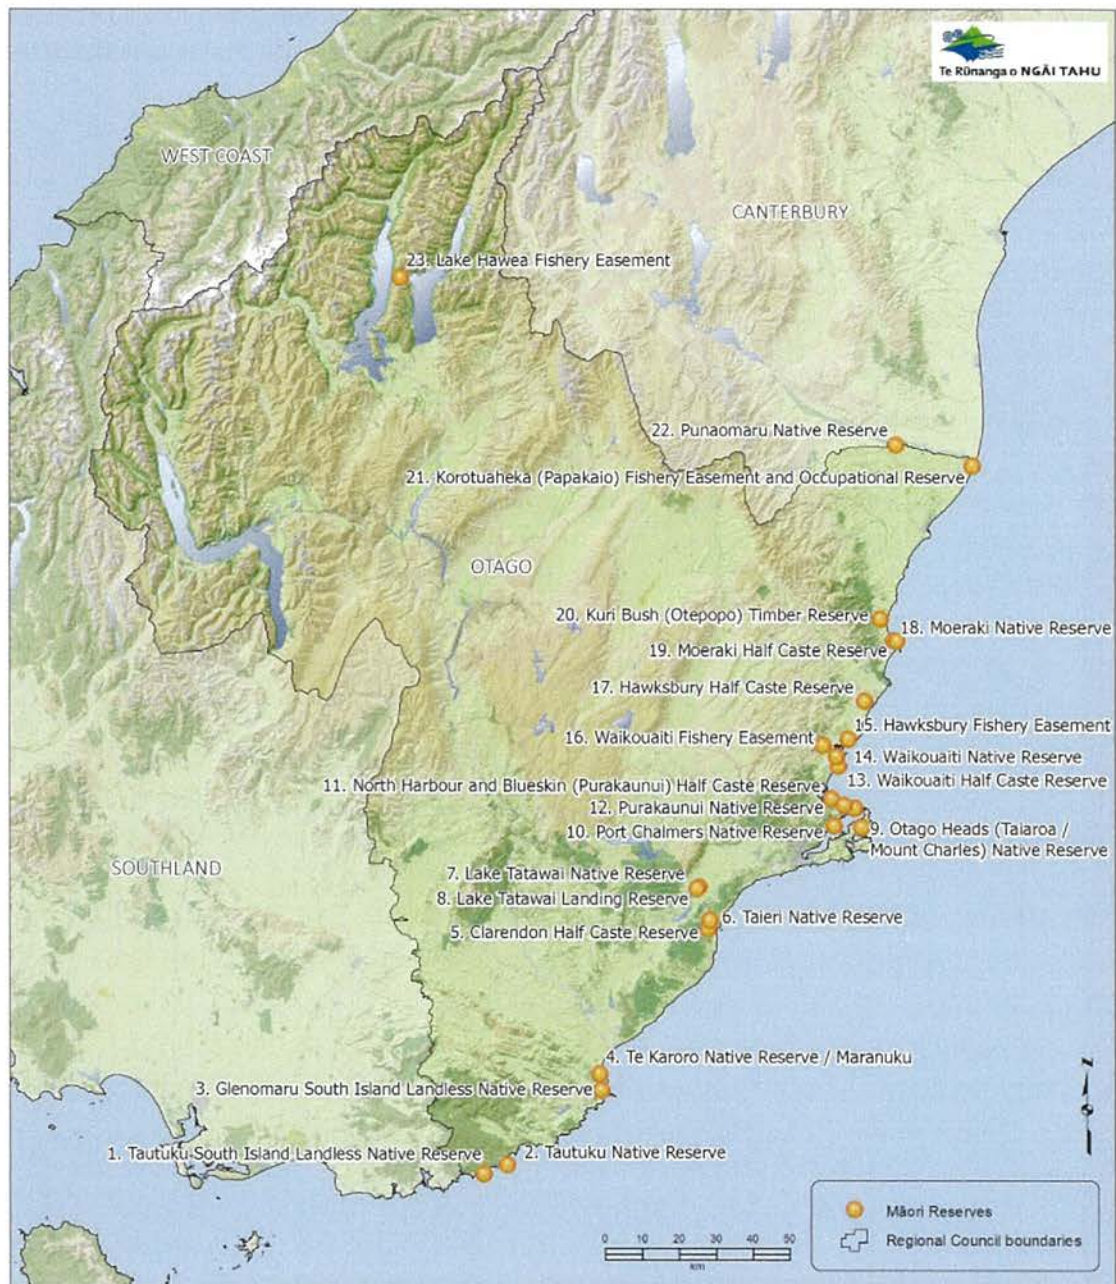 Te Rūnanga o NGĀI TAHU
WEST COAST
CANTERBURY
23. Lake Hawea Fishery Easement
22. Punaomaru Native Reserve
21. Korotuaheka (Papakaio) Fishery Easement and Occupational Reserve
OTAGO
20. Kuri Bush (Otepopo) Timber Reserve
18. Moeraki Native Reserve
19. Moeraki Half Caste Reserve
17. Hawksbury Half Caste Reserve
15. Hawksbury Fishery Easement
16. Waikouaiti Fishery Easement
14. Waikouaiti Native Reserve
13. Waikouaiti Half Caste Reserve
11. North Harbour and Blueskin (Purakaunui) Half Caste Reserve
12. Purakaunui Native Reserve
10. Port Chalmers Native Reserve
9. Otago Heads (Taiaroa /
Mount Charles) Native Reserve
SOUTHLAND
7. Lake Tatawai Native Reserve
8. Lake Tatawai Landing Reserve
6. Taieri Native Reserve
5. Clarendon Half Caste Reserve
4. Te Karoro Native Reserve / Maranuku
3. Glenomaru South Island Landless Native Reserve
1. Tautuku South Island Landless Native Reserve
2. Tautuku Native Reserve
N
Māori Reserves
Regional Council boundaries
0 10 20 30 40 50
km